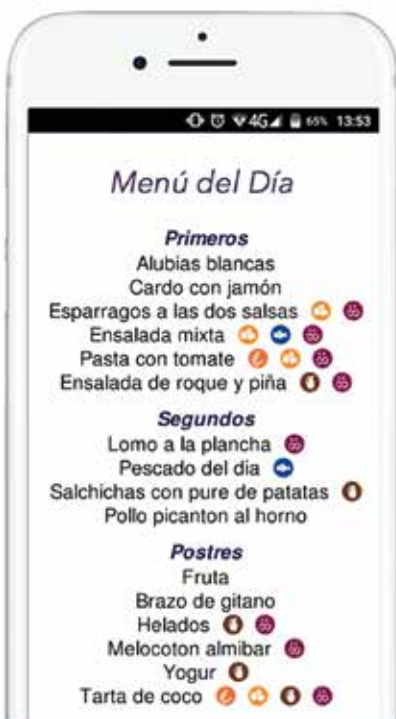 4G 65% 13:53
Menú del Día
Primeros
Alubias blancas
Cardo con jamón
Esparragos a las dos salsas
Ensalada mixta
Pasta con tomate
Ensalada de roque y piña
Segundos
Lomo a la plancha
Pescado del dia
Salchichas con pure de patatas
Pollo picanton al horno
Postres
Fruta
Brazo de gitano
Helados
Melocoton almibar
Yogur
Tarta de coco